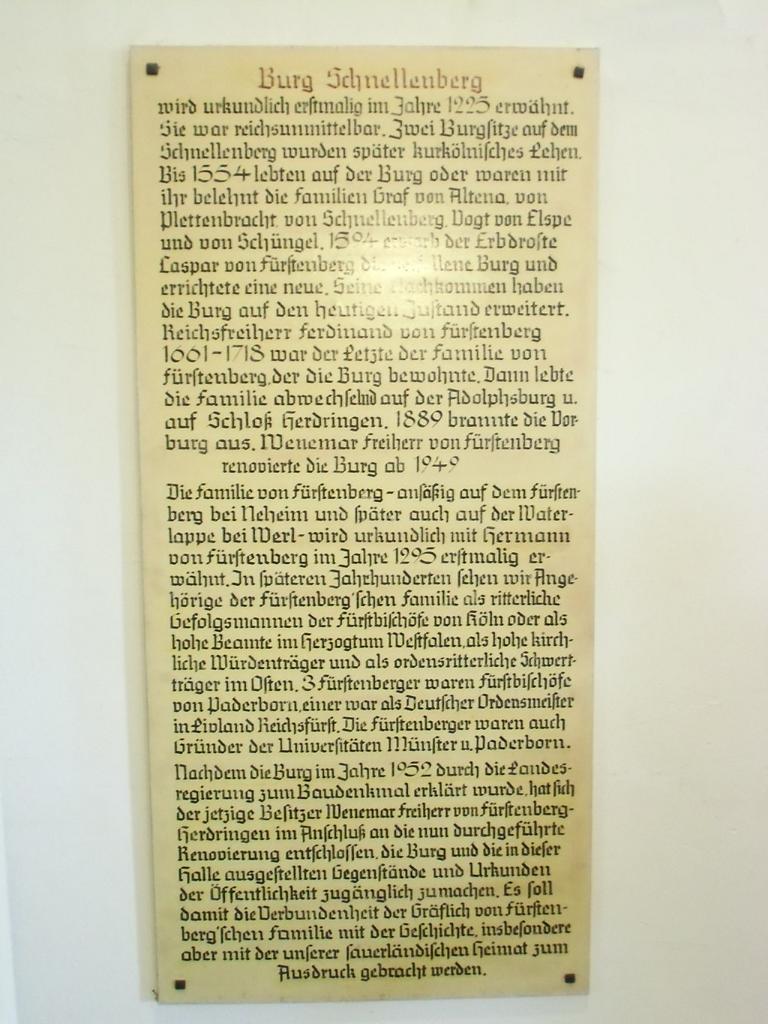 Burg Schnellenberg
wird urkundlich erstmalig im Jahre 1225 erwähnt.
Sie war reichsunmittelbar. Zwei Burgsitze auf dem
Schnellenberg wurden später kurkölnisches Lehen.
Bis 1554 lebten auf der Burg oder waren mit
ihr belehnt die Familien Graf von Altena, von
Plettenbracht, von Schnellenberg, Vogt von Elspe
und von Schüngel. 1594 erwarb der Erbdroste
Caspar von Fürstenberg die Burg und
errichtete eine neue. Seine Nachkommen haben
die Burg auf den heutigen Zustand erweitert.
Reichsfreiherr Ferdinand von Fürstenberg
1661-1718 war der Letzte der Familie von
Fürstenberg, der die Burg bewohnte. Dann lebte
die Familie abwechselnd auf der Adolphsburg u.
auf Schloß Herdringen. 1889 brannte die Vor-
burg aus. Wenemar Freiherr von Fürstenberg
renovierte die Burg ab 1949
Die Familie von Fürstenberg - ansäßig auf dem Fürsten-
berg bei Neheim und später auch auf der Water-
lappe bei Werl - wird urkundlich mit Hermann
von Fürstenberg im Jahre 1295 erstmalig er-
wähnt. In späteren Jahrhunderten sehen wir Ange-
hörige der Fürstenberg'schen Familie als ritterliche
Gefolgsmannen der Fürstbischöfe von Köln oder als
hohe Beamte im Herzogtum Westfalen, als hohe kirch-
liche Würdenträger und als ordensritterliche Schwert-
träger im Osten. 3 Fürstenberger waren Fürstbischöfe
von Paderborn, einer war als Deutscher Ordensmeister
in Livland Reichsfürst. Die Fürstenberger waren auch
Gründer der Universitäten Münster u. Paderborn.
Nachdem die Burg im Jahre 1952 durch die Landes-
regierung zum Baudenkmal erklärt wurde, hat sich
der jetzige Besitzer Wenemar Freiherr von Fürstenberg-
Herdringen im Anschluß an die nun durchgeführte
Renovierung entschlossen, die Burg und die in dieser
Halle ausgestellten Gegenstände und Urkunden
der Öffentlichkeit zugänglich zu machen. Es soll
damit die Verbundenheit der Gräflich von Fürsten-
berg'schen Familie mit der Geschichte, insbesondere
aber mit der unserer sauerländischen Heimat zum
Ausdruck gebracht werden.